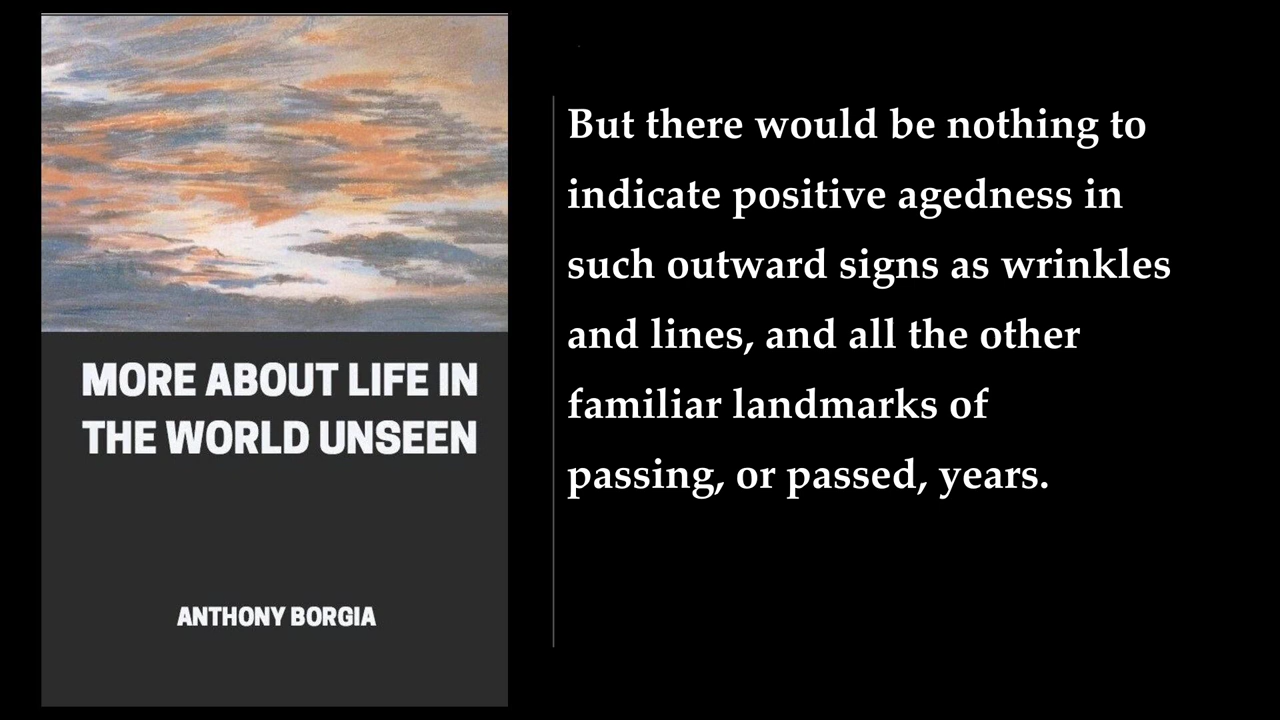 MORE ABOUT LIFE IN
THE WORLD UNSEEN
ANTHONY BORGIA
But there would be nothing to
indicate positive agedness in
such outward signs as wrinkles
and lines, and all the other
familiar landmarks of
passing, or passed, years.